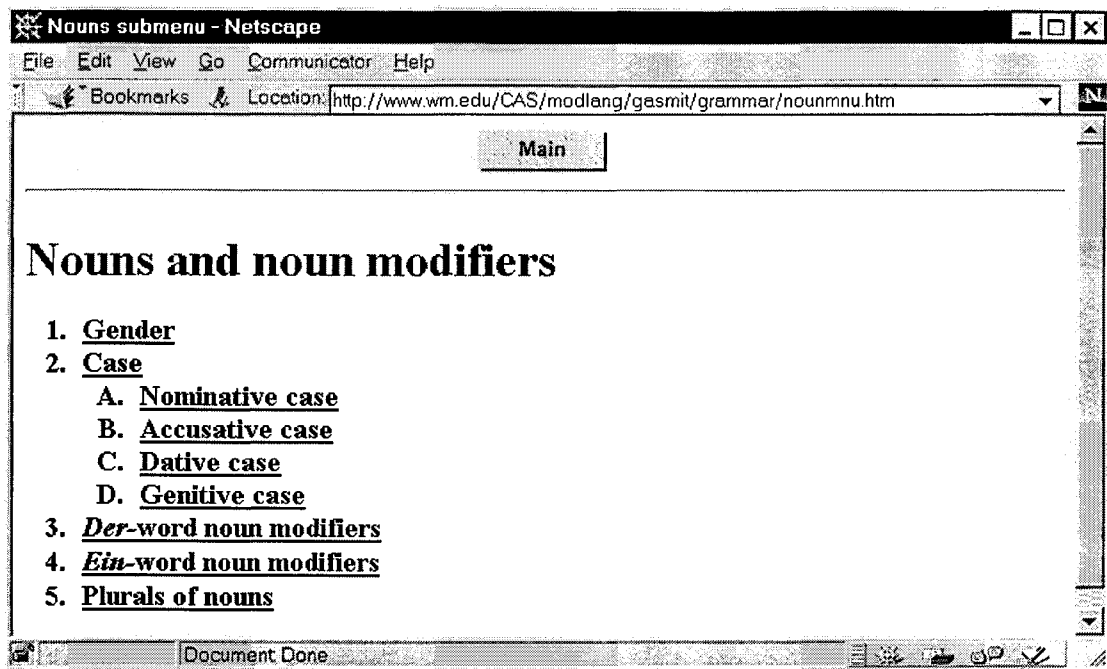 Nouns submenu - Netscape
File Edit View Go Communicator Help
Bookmarks Location: http://www.wm.edu/CAS/modlang/gasmit/grammar/nounmnu.htm N
Main
Nouns and noun modifiers
1. Gender
2. Case
A. Nominative case
B. Accusative case
C. Dative case
D. Genitive case
3. Der-word noun modifiers
4. Ein-word noun modifiers
5. Plurals of nouns
Document Done